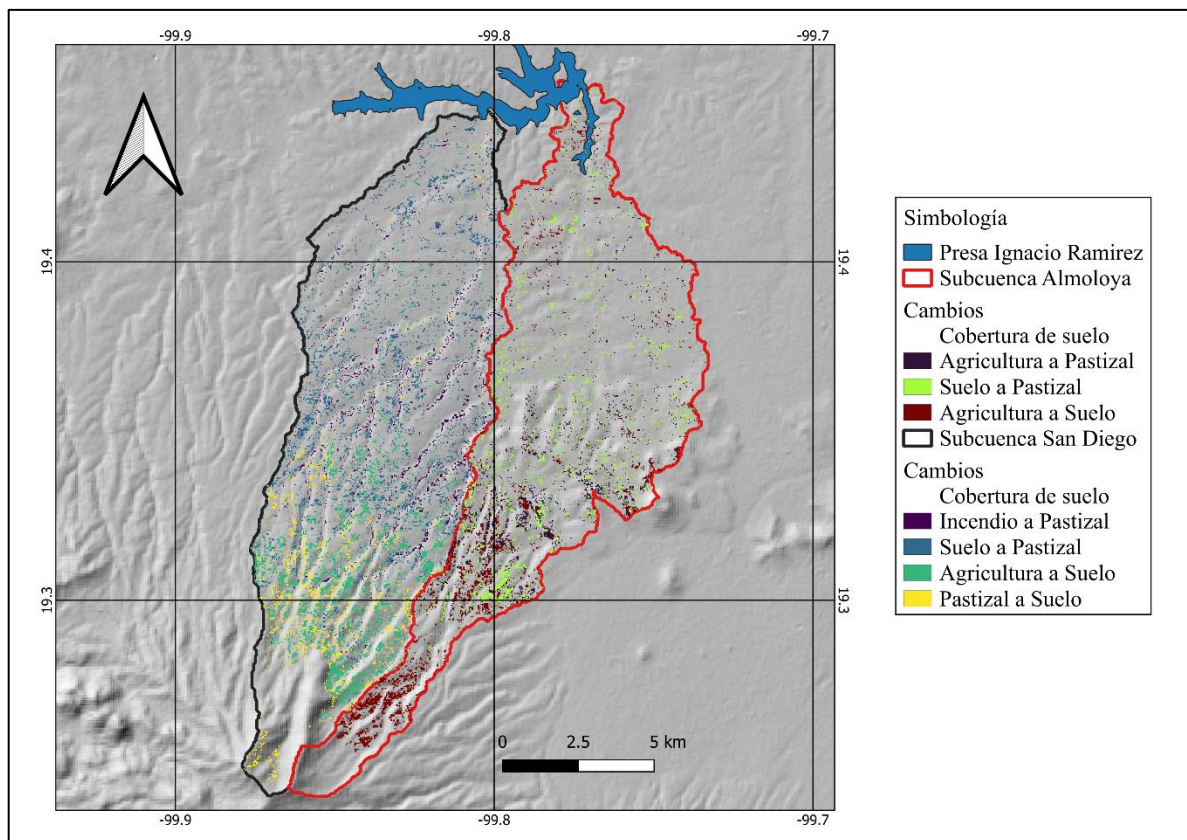 -99.9
-99.8
-99.7
19.4
19.4
19.3
19.3
0
2.5
5 km
-99.9
-99.8
-99.7
Simbología
Presa Ignacio Ramirez
Subcuenca Almoloya
Cambios
Cobertura de suelo
Agricultura a Pastizal
Suelo a Pastizal
Agricultura a Suelo
Subcuenca San Diego
Cambios
Cobertura de suelo
Incendio a Pastizal
Suelo a Pastizal
Agricultura a Suelo
Pastizal a Suelo